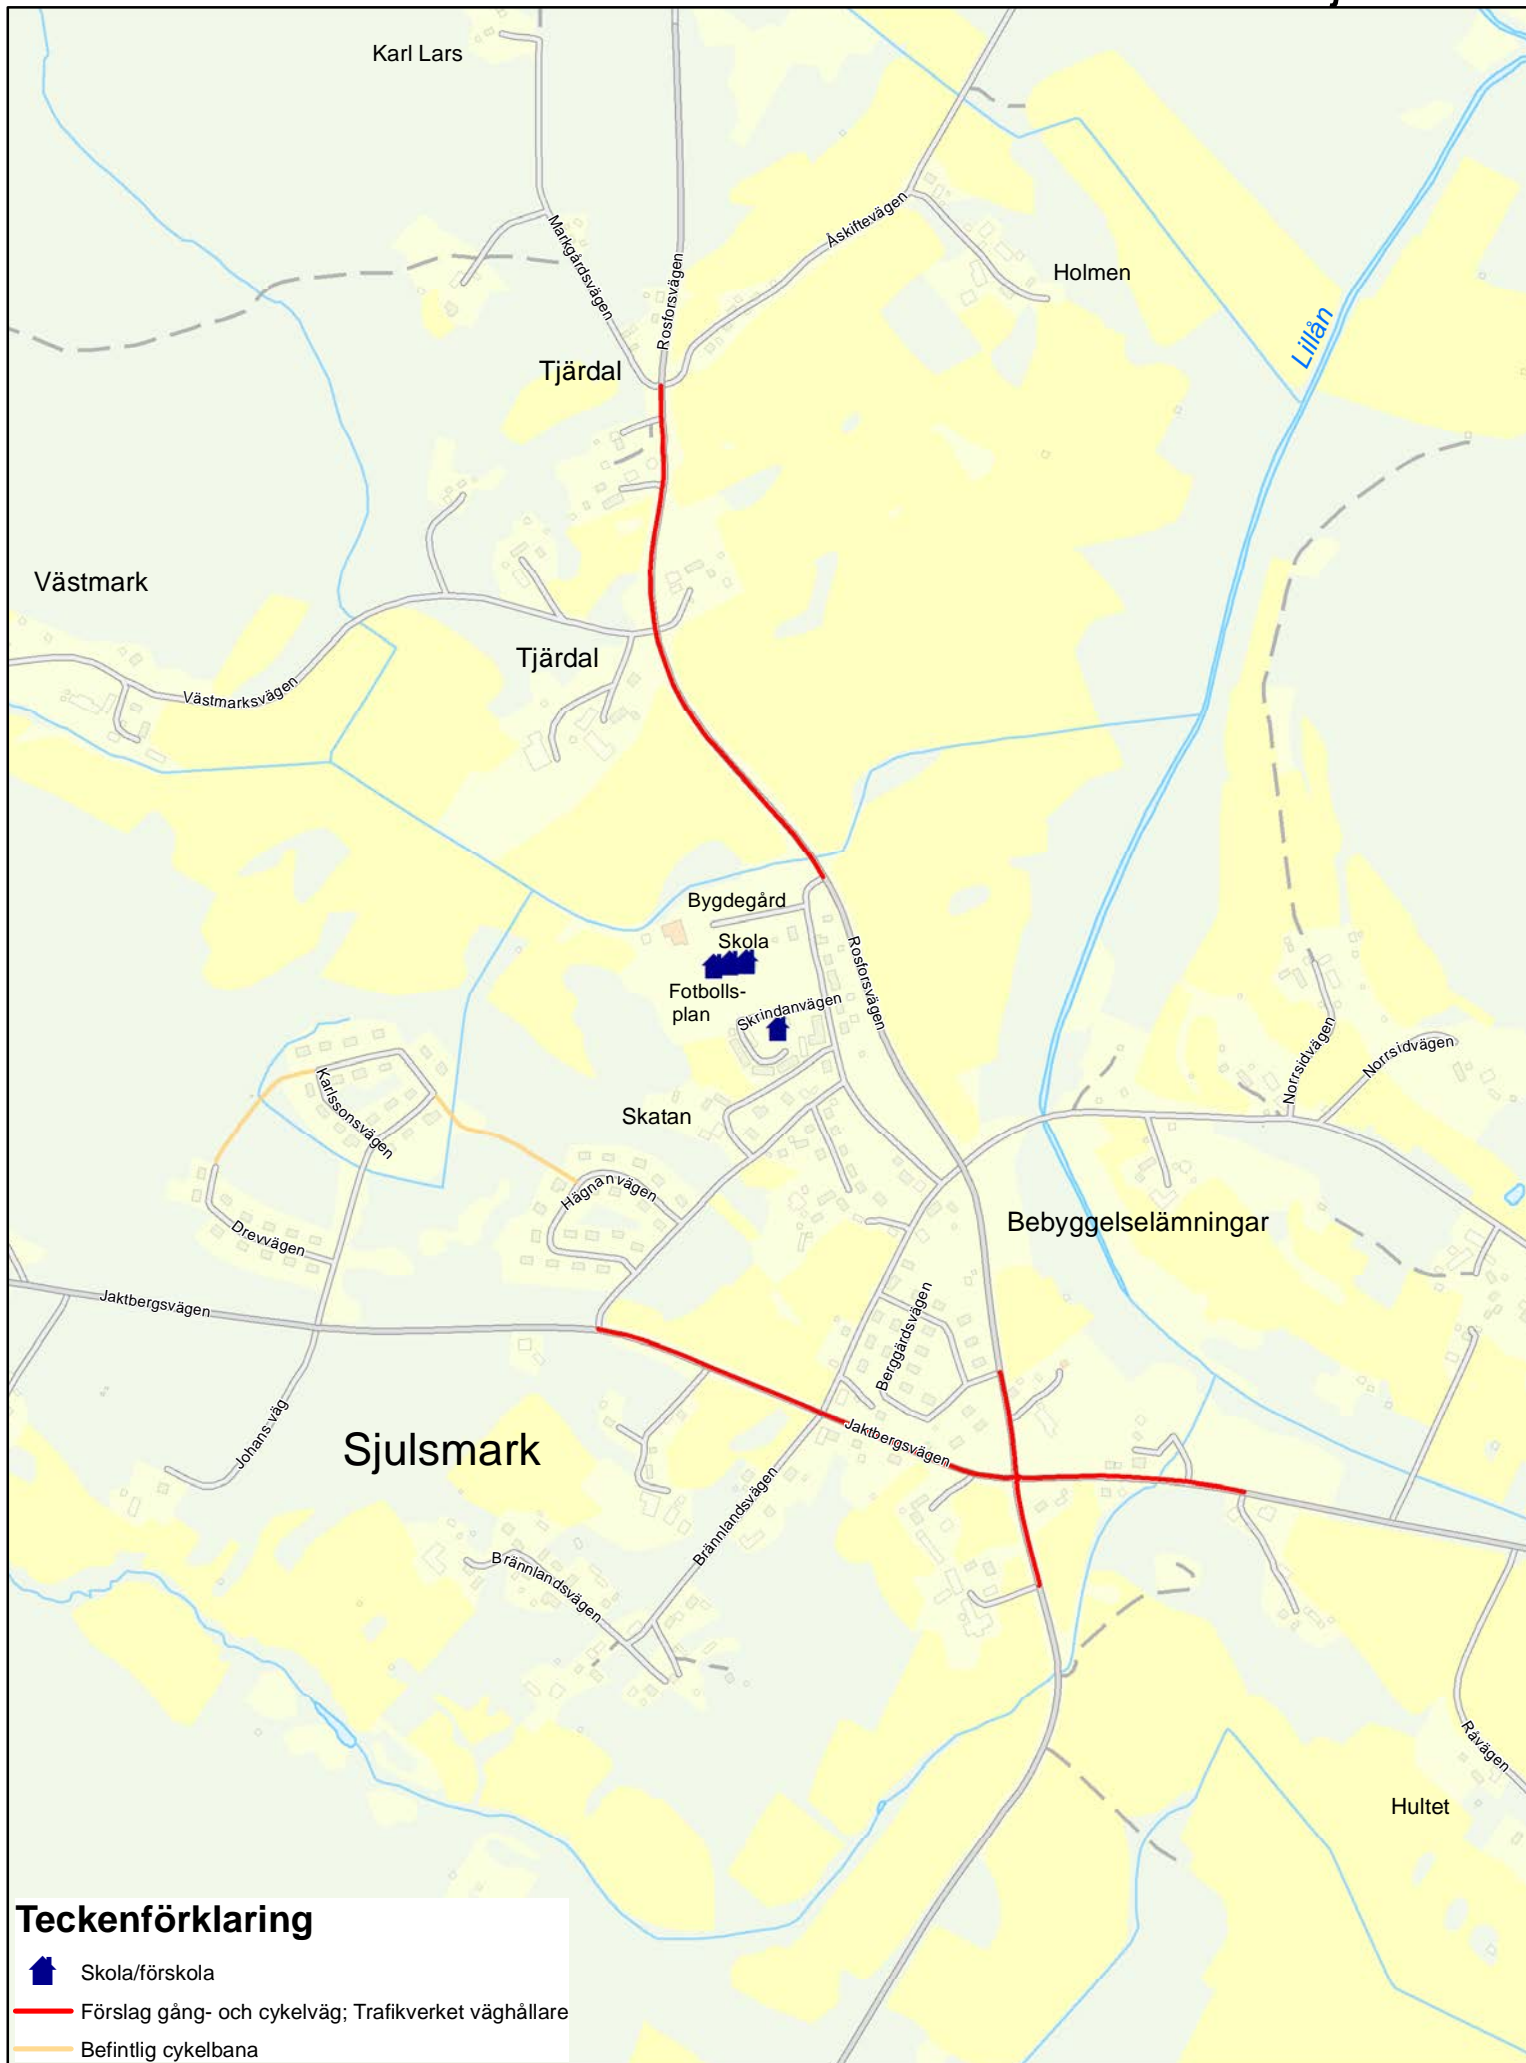 Karl Lars
Markgårdsvägen
Rosforsvägen
Åskiftevägen
Holmen
Lillån
Tjärdal
Västmark
Tjärdal
Västmarksvägen
Bygdegård
Skola
Fotbolls-
plan
Skrindanvägen
Rosforsvägen
Norrsidvägen
Norrsidvägen
Karlssonsvägen
Skatan
Hägnanvägen
Drevvägen
Bebyggelselämningar
Jaktbergsvägen
Berggärdsvägen
Johans väg
Sjulsmark
Jaktbergsvägen
Brännlandsvägen
Brännlandsvägen
Råvägen
Hultet
Teckenförklaring
Skola/förskola
Förslag gång- och cykelväg; Trafikverket väghållare
Befintlig cykelbana